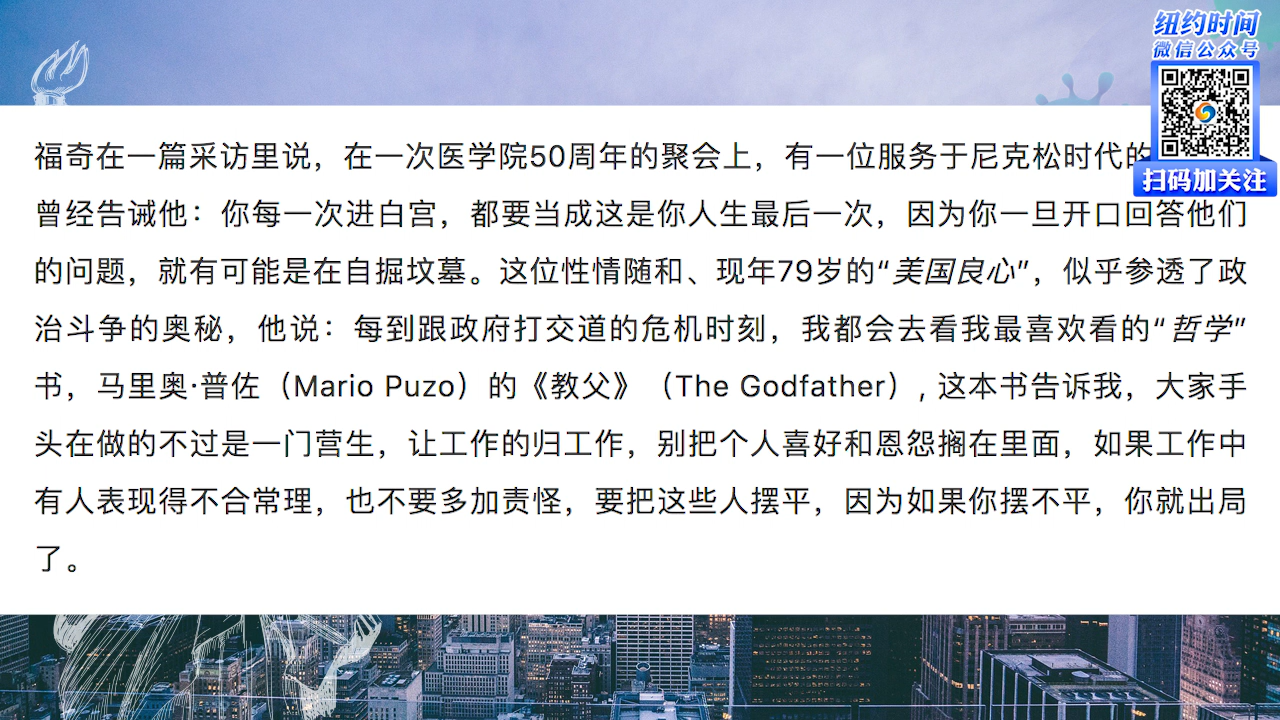 纽约时间
微信公众号
扫码加关注
福奇在一篇采访里说，在一次医学院50周年的聚会上，有一位服务于尼克松时代的
曾经告诫他：你每一次进白宫，都要当成这是你人生最后一次，因为你一旦开口回答他们
的问题，就有可能是在自掘坟墓。这位性情随和、现年79岁的“美国良心”，似乎参透了政
治斗争的奥秘，他说：每到跟政府打交道的危机时刻，我都会去看我最喜欢看的“哲学”
书，马里奥·普佐（Mario Puzo）的《教父》（The Godfather）, 这本书告诉我，大家手
头在做的不过是一门营生，让工作的归工作，别把个人喜好和恩怨搁在里面，如果工作中
有人表现得不合常理，也不要多加责怪，要把这些人摆平，因为如果你摆不平，你就出局
了。